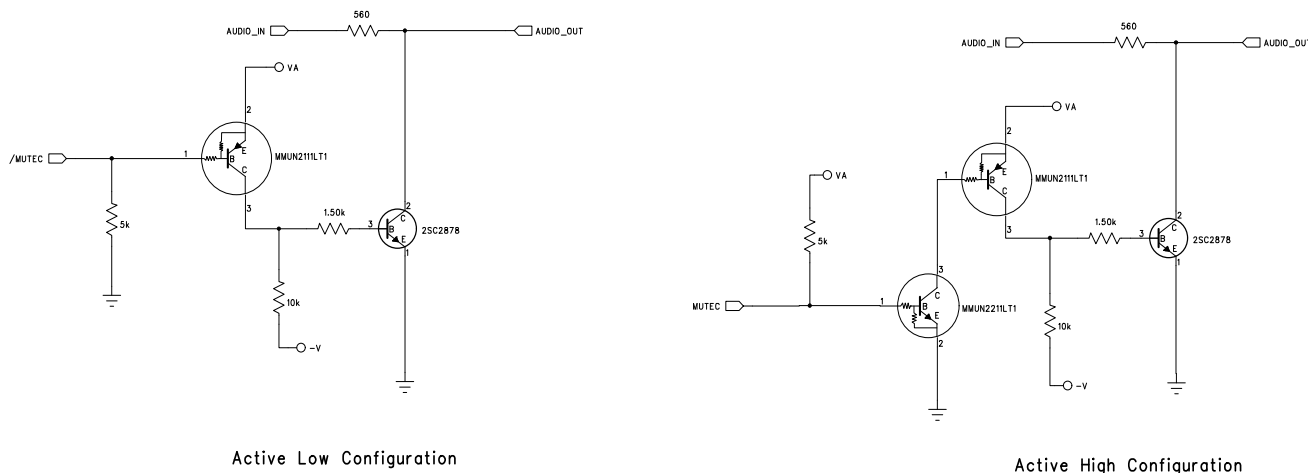 560
AUDIO_IN
AUDIO_OUT
VA
2
/MUTEC
1
B
E
C
MMUN2111LT1
3
5k
1.50k
3
B
C
E
2
1
2SC2878
10k
-V
Active Low Configuration
560
AUDIO_IN
AUDIO_OUT
VA
2
VA
1
B
E
C
MMUN2111LT1
3
5k
1.50k
3
B
C
E
2
1
2SC2878
MUTEC
1
3
B
C
E
MMUN2211LT1
2
10k
-V
Active High Configuration